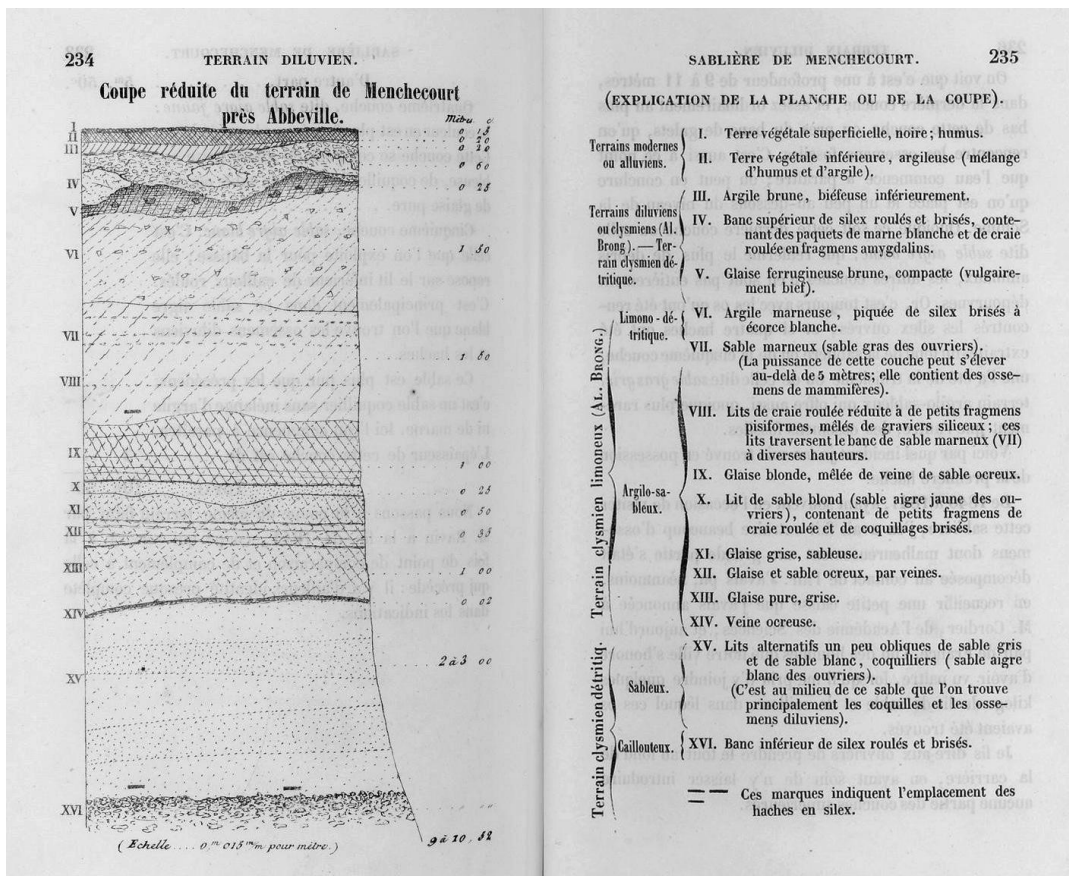 234
TERRAIN DILUVIEN.
Coupe réduite du terrain de Menchecourt
près Abbeville.
Mètres c.
I
II
III
IV
V
VI
VII
VIII
IX
X
XI
XII
XIII
XIV
XV
XVI
0 15
0 20
0 20
0 60
0 25
1 50
1 00
0 25
0 50
0 35
1 00
0 02
2 à 3 00
9 à 10, 52
( Echelle .... 0,m 015 m/m pour mètre.)
SABLIÈRE DE MENCHECOURT.
235
(EXPLICATION DE LA PLANCHE OU DE LA COUPE).
Terrains modernes
ou alluviens.
I. Terre végétale superficielle, noire, humus.
II. Terre végétale inférieure, argileuse (mélange
d'humus et d'argile).
Terrains diluviens
ou clysmiens (Al.
Brong). — Ter-
rain clysmien dé-
tritique.
III. Argile brune, biéfeuse inférieurement.
IV. Banc supérieur de silex roulés et brisés, conte-
nant des paquets de marne blanche et de craie
roulée en fragmens amygdalins.
V. Glaise ferrugineuse brune, compacte (vulgaire-
ment bief).
Terrain clysmien limoneux (AL. BRONG.)
Limono-dé-
tritique.
VI. Argile marneuse, piquée de silex brisés à
écorce blanche.
VII. Sable marneux (sable gras des ouvriers).
(La puissance de cette couche peut s'élever
au-delà de 5 mètres; elle contient des osse-
mens de mammifères).
Argilo-sa-
bleux.
VIII. Lits de craie roulée réduite à de petits fragmens
pisiformes, mêlés de graviers siliceux; ces
lits traversent le banc de sable marneux (VII)
à diverses hauteurs.
IX. Glaise blonde, mêlée de veine de sable ocreux.
X. Lit de sable blond (sable aigre jaune des ou-
vriers), contenant de petits fragmens de
craie roulée et de coquillages brisés.
XI. Glaise grise, sableuse.
XII. Glaise et sable ocreux, par veines.
XIII. Glaise pure, grise.
XIV. Veine ocreuse.
Terrain clysmien détritiq.
Sableux.
XV. Lits alternatifs un peu obliques de sable gris
et de sable blanc, coquilliers (sable aigre
blanc des ouvriers).
(C'est au milieu de ce sable que l'on trouve
principalement les coquilles et les osse-
mens diluviens).
Caillouteux.
XVI. Banc inférieur de silex roulés et brisés.
Ces marques indiquent l'emplacement des
haches en silex.